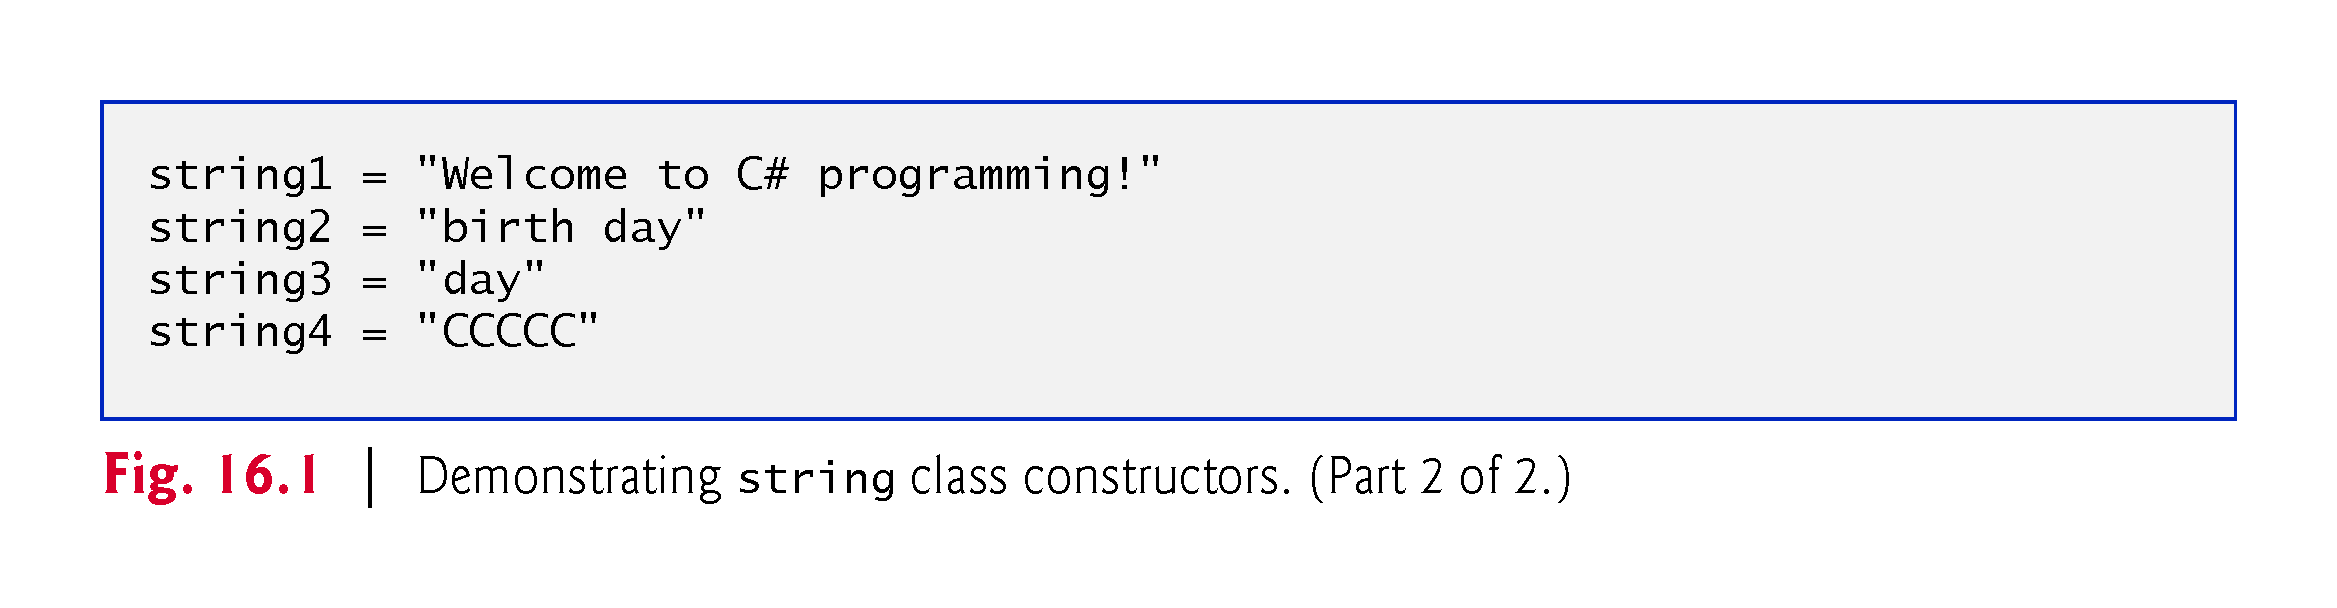 string1 = "Welcome to C# programming!"
string2 = "birth day"
string3 = "day"
string4 = "CCCCC"
Fig. 16.1 | Demonstrating string class constructors. (Part 2 of 2.)